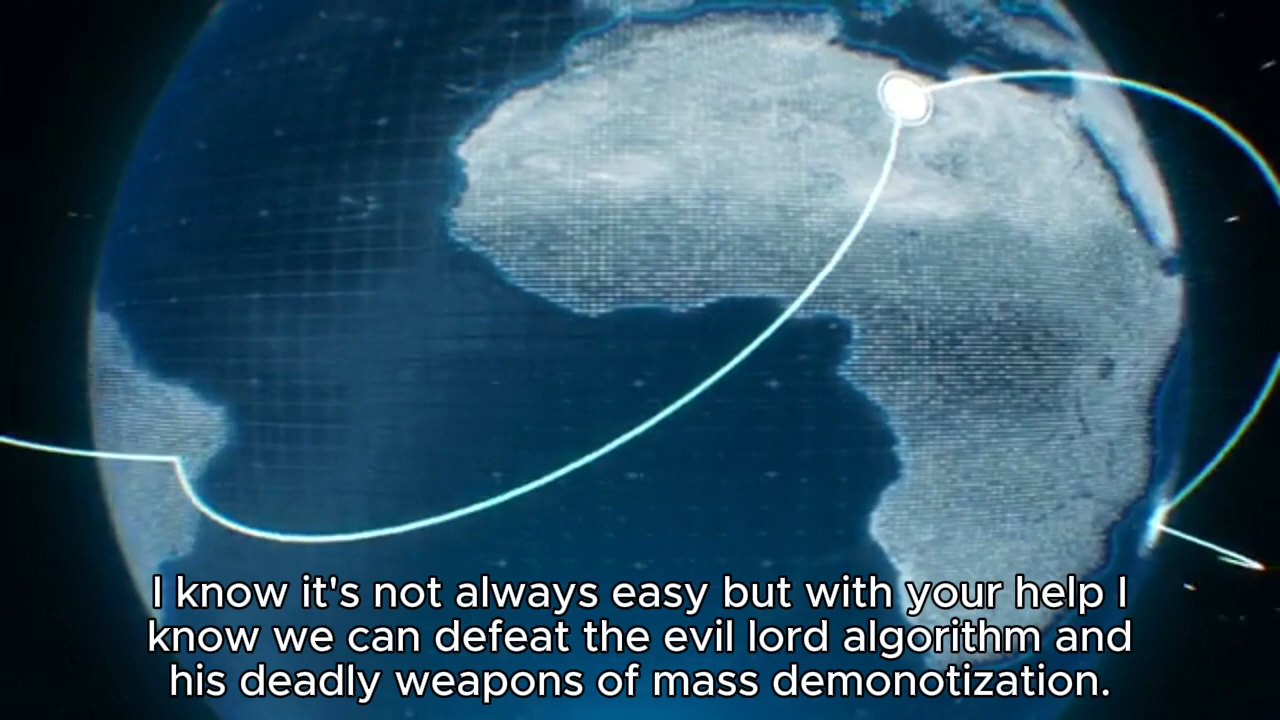 I know it's not always easy but with your help I
know we can defeat the evil lord algorithm and
his deadly weapons of mass demonotization.